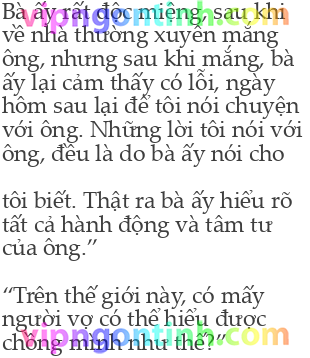 Bà ấy rất độc miệng, sau khi
về nhà thường xuyên mắng
ông, nhưng sau khi mắng, bà
ấy lại cảm thấy có lỗi, ngày
hôm sau lại để tôi nói chuyện
với ông. Những lời tôi nói với
ông, đều là do bà ấy nói cho
tôi biết. Thật ra bà ấy hiểu rõ
tất cả hành động và tâm tư
của ông.”
“Trên thế giới này, có mấy
người vợ có thể hiểu được
chồng mình như thế?”
vipngontinh.com
vipngontinh.com